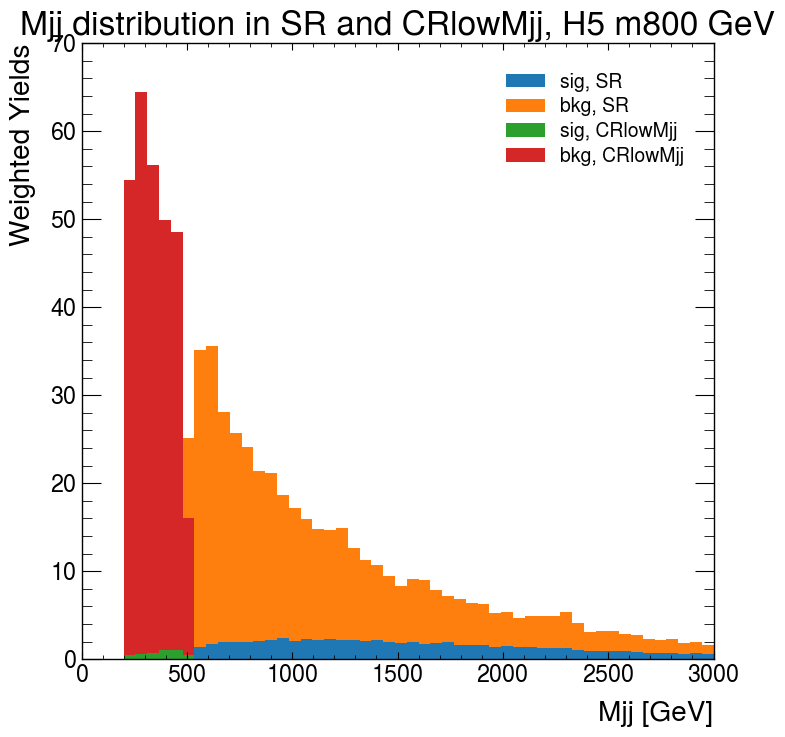 Mjj distribution in SR and CRlowMjj, H5 m800 GeV
Weighted Yields
70
60
50
40
30
20
10
0
sig, SR
bkg, SR
sig, CRlowMjj
bkg, CRlowMjj
0 500 1000 1500 2000 2500 3000
Mjj [GeV]